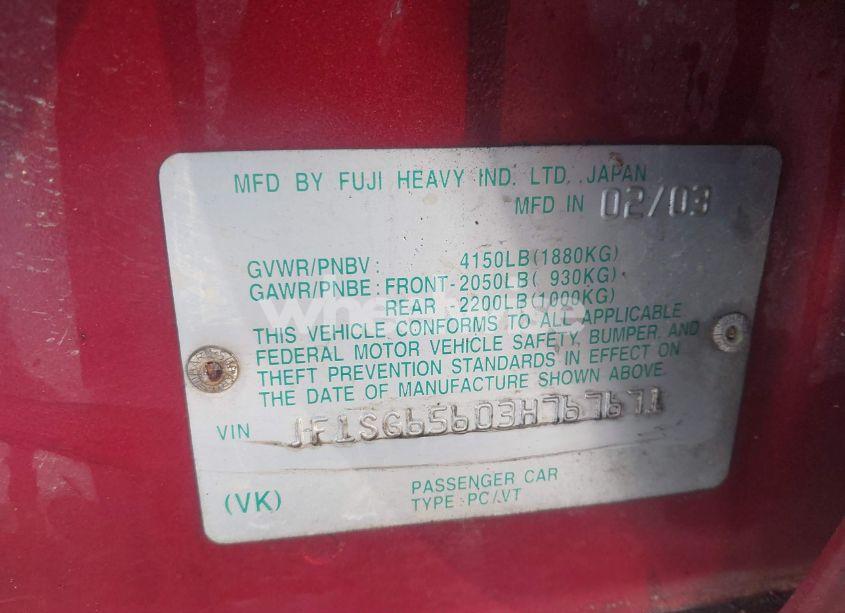 MFD BY FUJI HEAVY IND. LTD. JAPAN
MFD IN 02/03
GVWR/PNBV: 4150LB(1880KG)
GAWR/PNBE: FRONT-2050LB( 930KG)
REAR 2200LB(1000KG)
THIS VEHICLE CONFORMS TO ALL APPLICABLE
FEDERAL MOTOR VEHICLE SAFETY, BUMPER, AND
THEFT PREVENTION STANDARDS IN EFFECT ON
THE DATE OF MANUFACTURE SHOWN ABOVE.
VIN JF1SG65603H767671
(VK)
PASSENGER CAR
TYPE:PC/VT